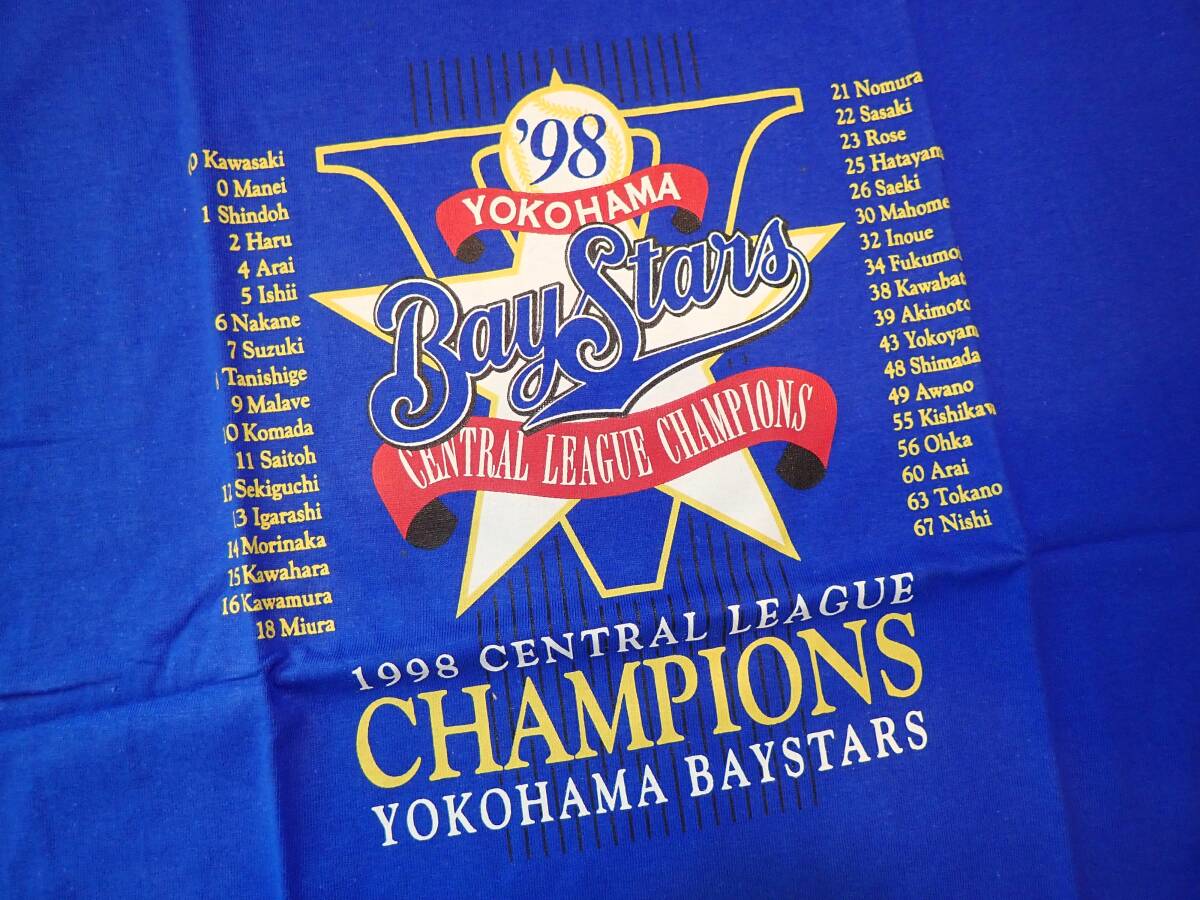 '98
YOKOHAMA
BayStars
CENTRAL LEAGUE CHAMPIONS
0 Kawasaki
0 Manei
1 Shindoh
2 Haru
4 Arai
5 Ishii
6 Nakane
7 Suzuki
Tanishige
9 Malave
10 Komada
11 Saitoh
12 Sekiguchi
13 Igarashi
14 Morinaka
15 Kawahara
16 Kawamura
18 Miura
21 Nomura
22 Sasaki
23 Rose
25 Hatayam
26 Saeki
30 Mahome
32 Inoue
34 Fukumo
38 Kawabat
39 Akimoto
43 Yokoyam
48 Shimada
49 Awano
55 Kishikaw
56 Ohka
60 Arai
63 Tokano
67 Nishi
1998 CENTRAL LEAGUE
CHAMPIONS
YOKOHAMA BAYSTARS